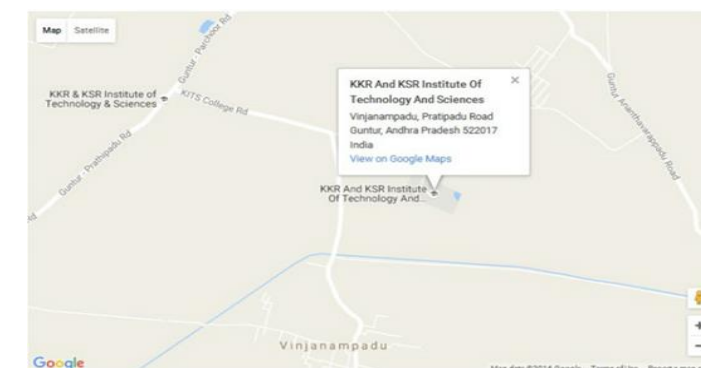 Map Satellite
Guntur - Parchoor Rd
KKR & KSR Institute of
Technology & Sciences
KITS College Rd
KKR And KSR Institute Of
Technology And Sciences
Vinjanampadu, Pratipadu Road
Guntur, Andhra Pradesh 522017
India
View on Google Maps
Guntur Ananthavarappadu Road
Guntur - Prathipadu Rd
Rd
KKR And KSR Institute
Of Technology And...
Vinjanampadu
Google